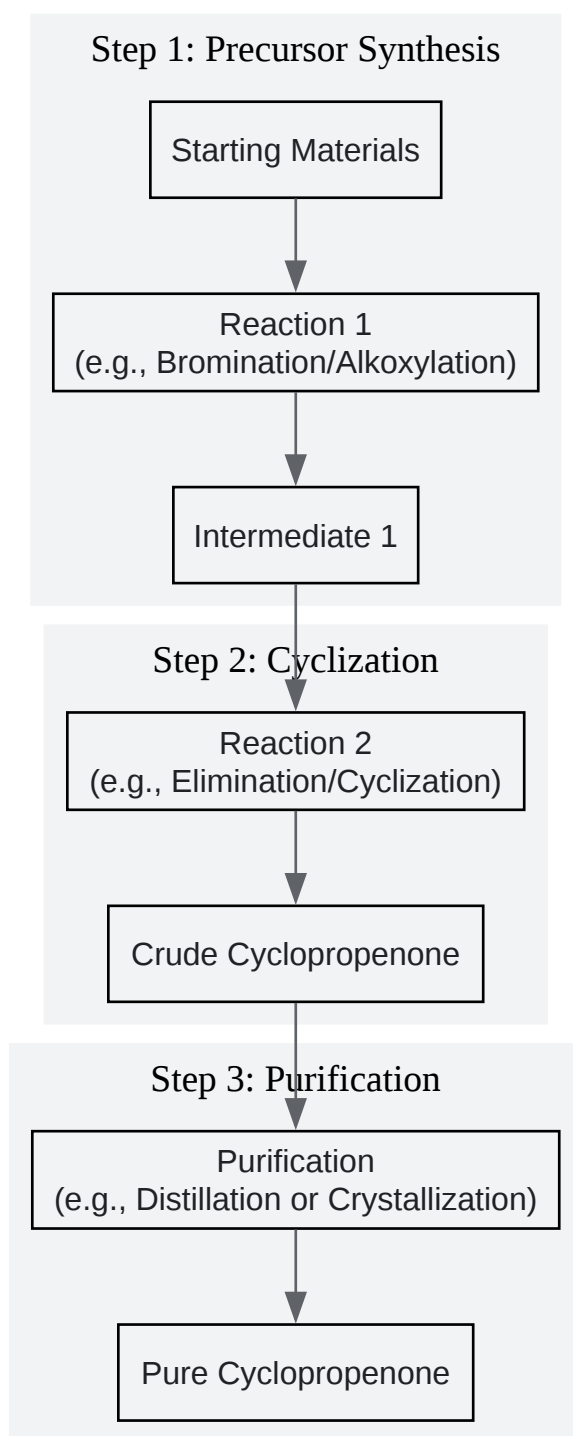 Step 1: Precursor Synthesis
Starting Materials
Reaction 1
(e.g., Bromination/Alkoxylation)
Intermediate 1
Step 2: Cyclization
Reaction 2
(e.g., Elimination/Cyclization)
Crude Cyclopropenone
Step 3: Purification
Purification
(e.g., Distillation or Crystallization)
Pure Cyclopropenone